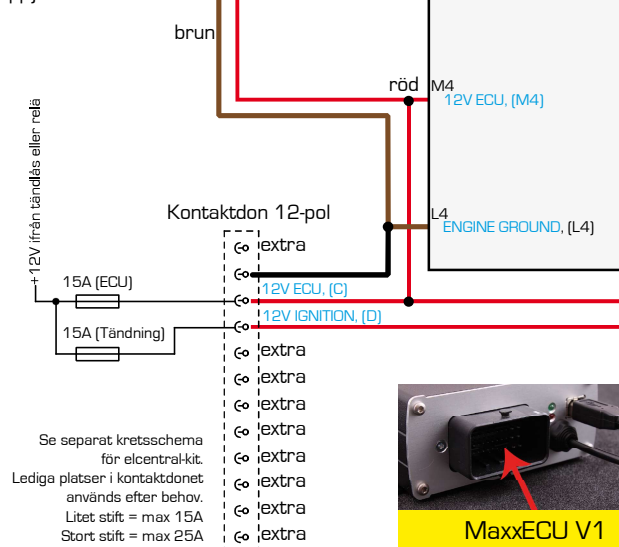 brun
röd
M4
12V ECU, (M4)
+12V ifrån tändlås eller relä
Kontaktdon 12-pol
L4
ENGINE GROUND, (L4)
extra
15A (ECU)
12V ECU, (C)
12V IGNITION, (D)
15A (Tändning)
extra
extra
extra
extra
extra
extra
extra
extra
Se separat kretsschema
för elcentral-kit.
Lediga platser i kontaktdonet
används efter behov.
Litet stift = max 15A
Stort stift = max 25A
MaxxECU V1